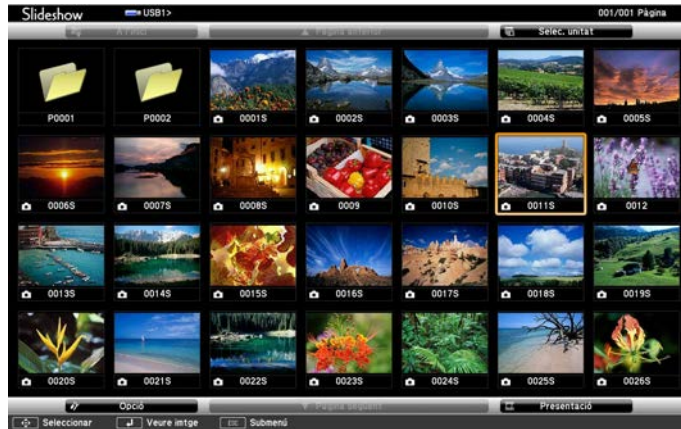 Slideshow USB1> 001/001 Pàgina
A l'inici Pàgina anterior Selec. unitat
P0001 P0002 0001S 0002S 0003S 0004S 0005S
0006S 0007S 0008S 0009 0010S 0011S 0012
0013S 0014S 0015S 0016S 0017S 0018S 0019S
0020S 0021S 0022S 0023S 0024S 0025S 0026S
Opció Pàgina següent Presentació
Seleccionar Veure imtge Esc Submenú